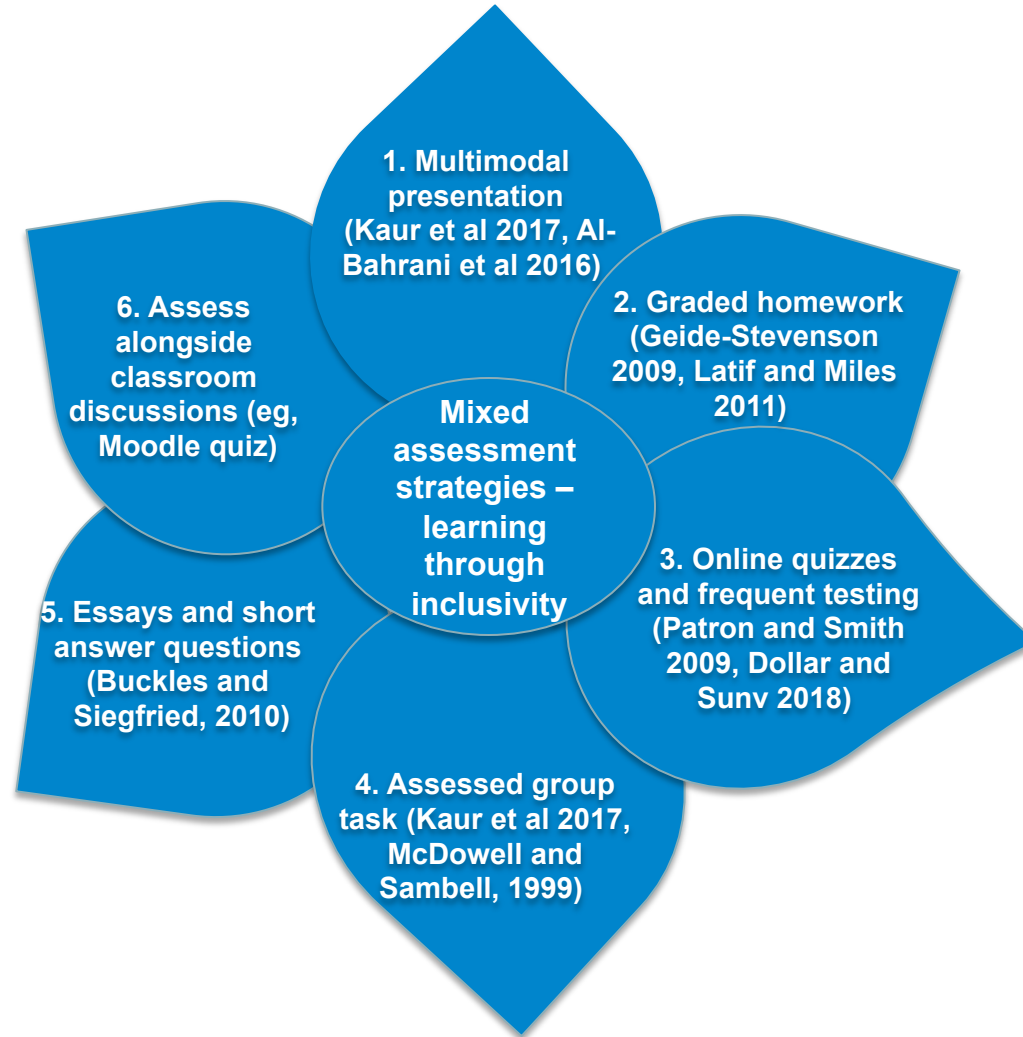 1. Multimodal
presentation
(Kaur et al 2017, Al-
Bahrani et al 2016)
2. Graded homework
(Geide-Stevenson
2009, Latif and Miles
2011)
3. Online quizzes
and frequent testing
(Patron and Smith
2009, Dollar and
Sunv 2018)
4. Assessed group
task (Kaur et al 2017,
McDowell and
Sambell, 1999)
5. Essays and short
answer questions
(Buckles and
Siegfried, 2010)
6. Assess
alongside
classroom
discussions (eg,
Moodle quiz)
Mixed
assessment
strategies –
learning
through
inclusivity